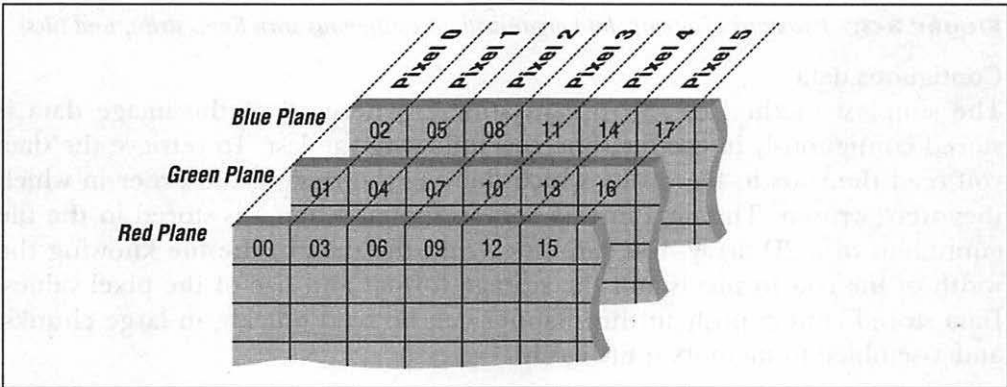 Pixel 0
Pixel 1
Pixel 2
Pixel 3
Pixel 4
Pixel 5
Blue Plane
02 05 08 11 14 17
Green Plane
01 04 07 10 13 16
Red Plane
00 03 06 09 12 15